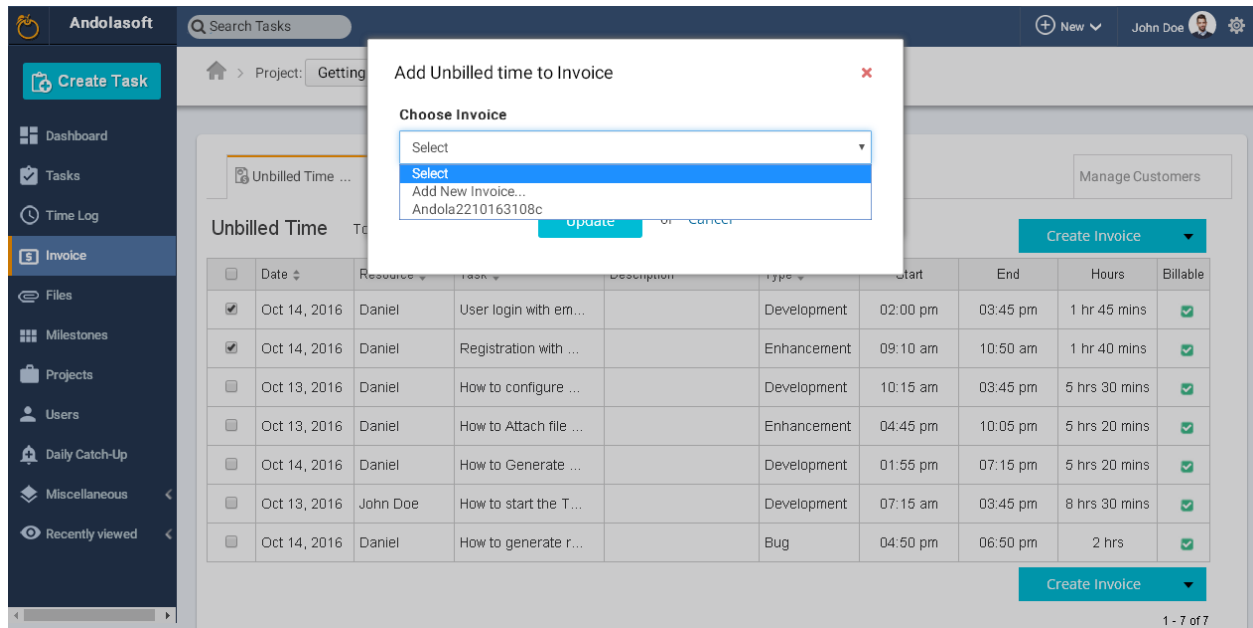 Andolasoft
Search Tasks
New
John Doe
Create Task
Dashboard
Tasks
Time Log
Invoice
Files
Milestones
Projects
Users
Daily Catch-Up
Miscellaneous
Recently viewed
> Project: Getting
Add Unbilled time to Invoice
Choose Invoice
Select
Select
Add New Invoice...
Andola2210163108c
Update or Cancel
Unbilled Time ...
Manage Customers
Unbilled Time
Create Invoice
Date Resource Task Description Type Start End Hours Billable
Oct 14, 2016 Daniel User login with em... Development 02:00 pm 03:45 pm 1 hr 45 mins
Oct 14, 2016 Daniel Registration with ... Enhancement 09:10 am 10:50 am 1 hr 40 mins
Oct 13, 2016 Daniel How to configure ... Development 10:15 am 03:45 pm 5 hrs 30 mins
Oct 13, 2016 Daniel How to Attach file ... Enhancement 04:45 pm 10:05 pm 5 hrs 20 mins
Oct 14, 2016 Daniel How to Generate ... Development 01:55 pm 07:15 pm 5 hrs 20 mins
Oct 13, 2016 John Doe How to start the T... Development 07:15 am 03:45 pm 8 hrs 30 mins
Oct 14, 2016 Daniel How to generate r... Bug 04:50 pm 06:50 pm 2 hrs
Create Invoice
1 - 7 of 7